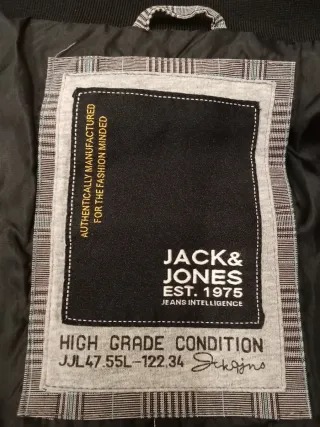 AUTHENTICALLY MANUFACTURED
FOR THE FASHION MINDED
JACK&
JONES
EST. 1975
JEANS INTELLIGENCE
HIGH GRADE CONDITION
JJL47.55L-122.34